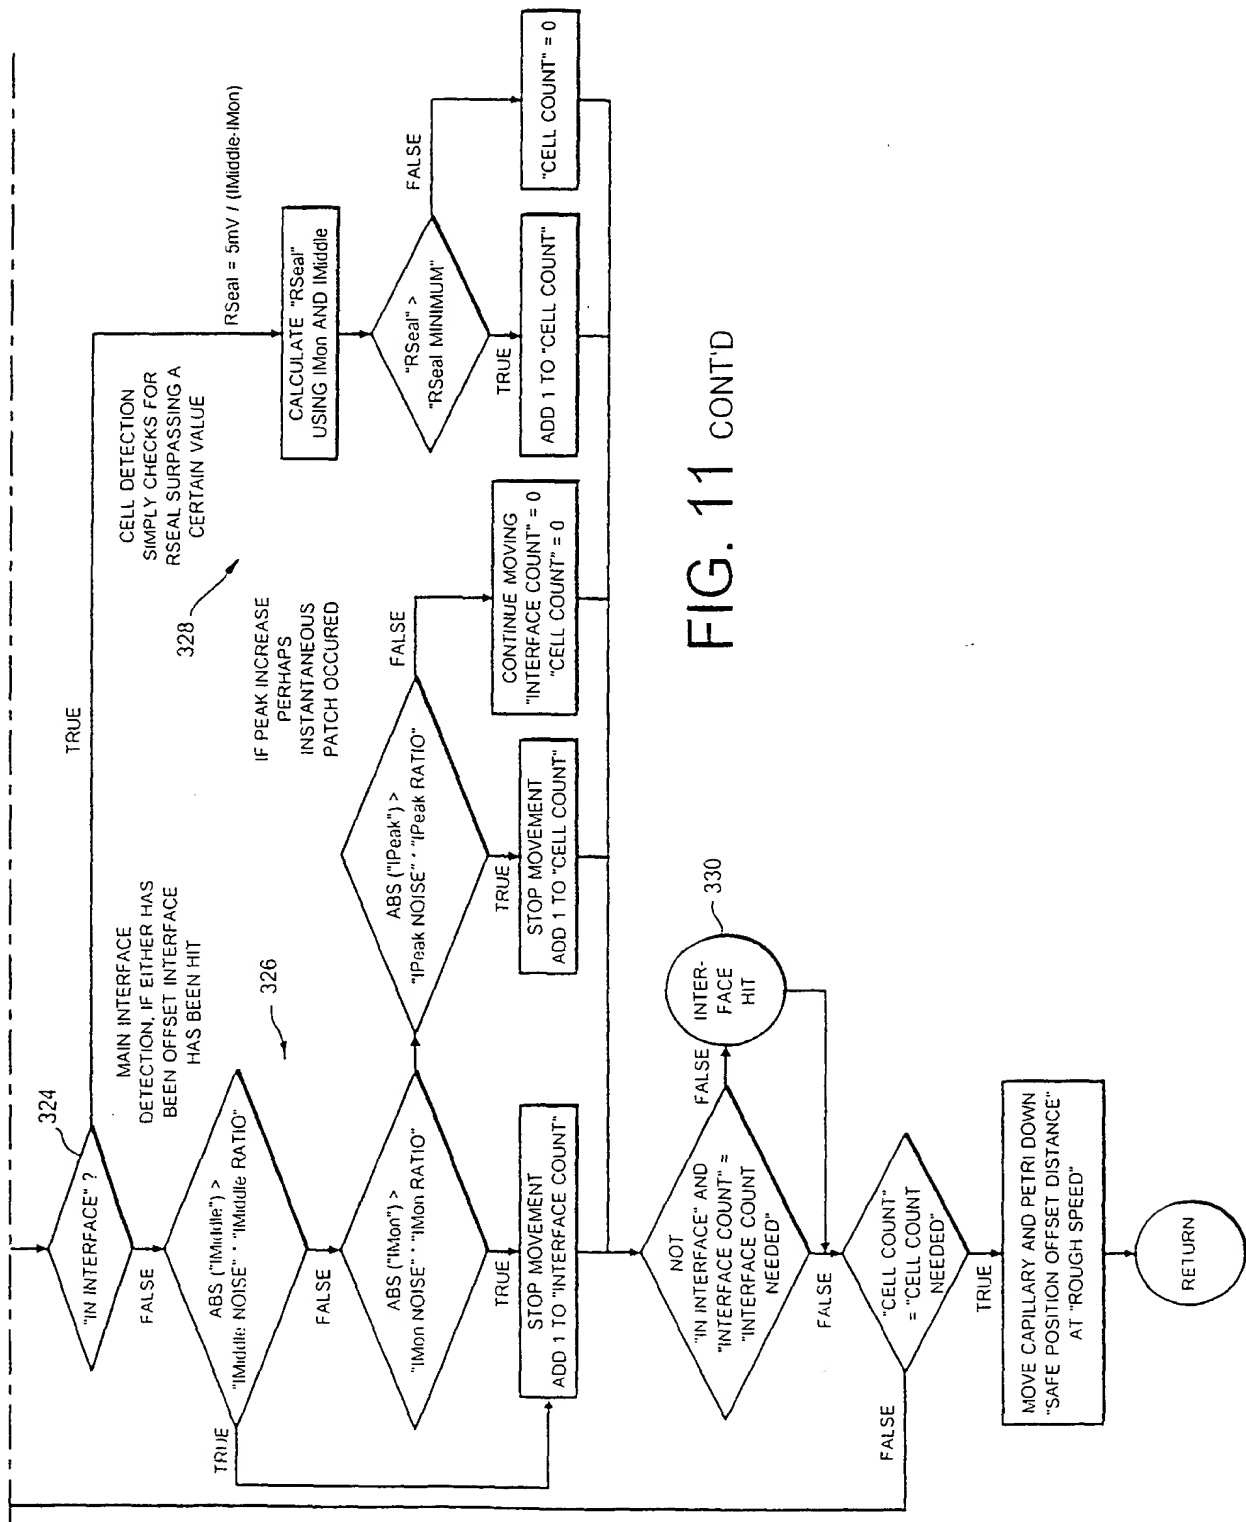 324
"IN INTERFACE" ?
TRUE
FALSE
MAIN INTERFACE
DETECTION, IF EITHER HAS
BEEN OFFSET INTERFACE
HAS BEEN HIT
CELL DETECTION
SIMPLY CHECKS FOR
RSEAL SURPASSING A
CERTAIN VALUE
328
RSeal = 5mV / (IMiddle-IMon)
ABS ("IMiddle") >
"IMiddle NOISE" * "IMiddle RATIO"
TRUE
FALSE
326
IF PEAK INCREASE
PERHAPS
INSTANTANEOUS
PATCH OCCURED
CALCULATE "RSeal"
USING IMon AND IMiddle
ABS ("IMon") >
"IMon NOISE" * "IMon RATIO"
TRUE
ABS ("IPeak") >
"IPeak NOISE" * "IPeak RATIO"
TRUE
FALSE
"RSeal" >
"RSeal MINIMUM"
TRUE
FALSE
STOP MOVEMENT
ADD 1 TO "INTERFACE COUNT"
STOP MOVEMENT
ADD 1 TO "CELL COUNT"
CONTINUE MOVING
"INTERFACE COUNT" = 0
"CELL COUNT" = 0
ADD 1 TO "CELL COUNT"
"CELL COUNT" = 0
NOT
"IN INTERFACE" AND
"INTERFACE COUNT" =
"INTERFACE COUNT
NEEDED"
FALSE
FALSE
330
INTER-
FACE
HIT
"CELL COUNT"
= "CELL COUNT
NEEDED"
FALSE
TRUE
MOVE CAPILLARY AND PETRI DOWN
"SAFE POSITION OFFSET DISTANCE"
AT "ROUGH SPEED"
RETURN
FIG. 11 CONT'D